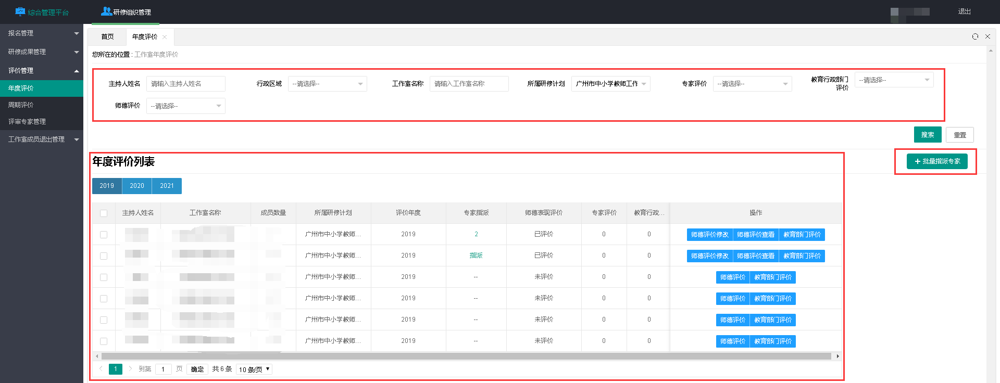 综合管理平台
研修组织管理
退出
报名管理
研修成果管理
评价管理
年度评价
周期评价
评审专家管理
工作室成员退出管理
首页 年度评价
您所在的位置 : 工作室年度评价
主持人姓名 请输入主持人姓名 行政区域 --请选择-- 工作室名称 请输入工作室名称 所属研修计划 广州市中小学教师工作 专家评价 --请选择-- 教育行政部门评价 --请选择--
师德评价 --请选择--
搜索 重置
年度评价列表
+ 批量指派专家
2019 2020 2021
主持人姓名 工作室名称 成员数量 所属研修计划 评价年度 专家指派 师德表现评价 专家评价 教育行政... 操作
广州市中小学教师... 2019 2 已评价 0 0 师德评价修改 师德评价查看 教育部门评价
广州市中小学教师... 2019 指派 已评价 0 0 师德评价修改 师德评价查看 教育部门评价
广州市中小学教师... 2019 -- 未评价 0 0 师德评价 教育部门评价
广州市中小学教师... 2019 -- 未评价 0 0 师德评价 教育部门评价
广州市中小学教师... 2019 -- 未评价 0 0 师德评价 教育部门评价
广州市中小学教师... 2019 -- 未评价 0 0 师德评价 教育部门评价
1 到第 1 页 确定 共 6 条 10 条/页